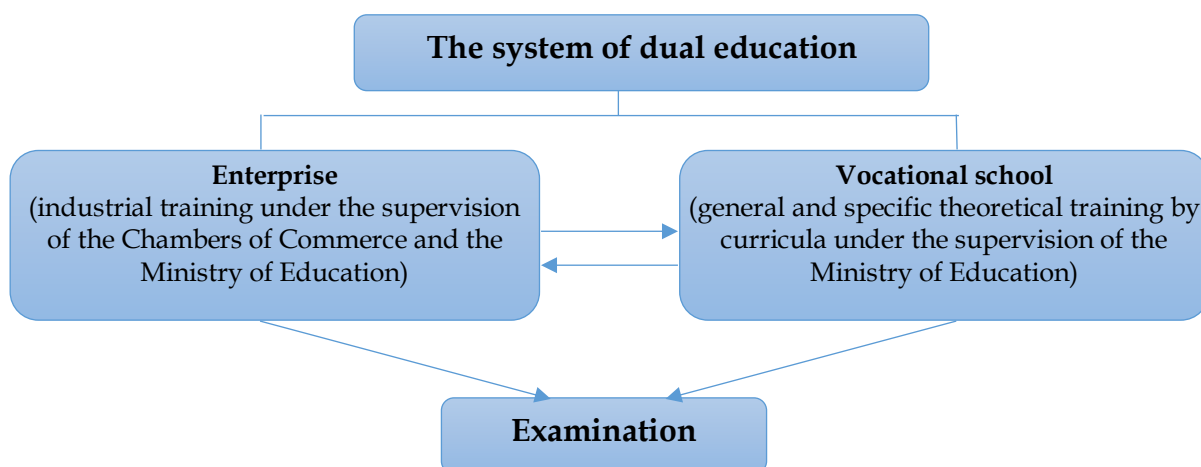 The system of dual education
Enterprise
(industrial training under the supervision
of the Chambers of Commerce and the
Ministry of Education)
Vocational school
(general and specific theoretical training by
curricula under the supervision of the
Ministry of Education)
Examination